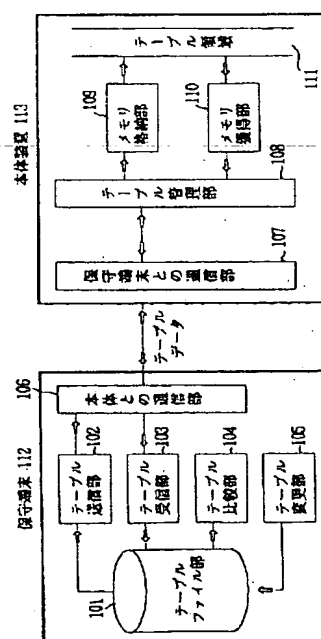 保守端末 112
101
テーブル
ファイル部
テーブル
送信部
102
テーブル
受信部
103
テーブル
比較部
104
テーブル
変更部
105
106
本体との通信部
テーブル
データ
本体装置 113
107
保守端末との通信部
テーブル管理部
108
メモリ
格納部
109
メモリ
獲得部
110
テーブル領域
111